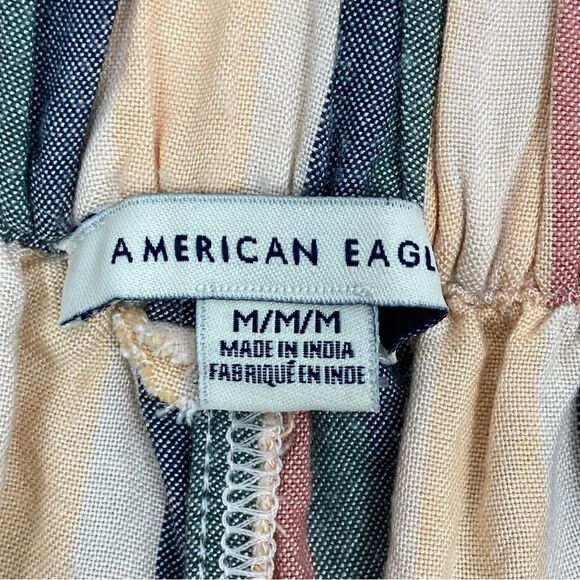 AMERICAN EAGL
M/M/M
MADE IN INDIA
FABRIQUÉ EN INDE